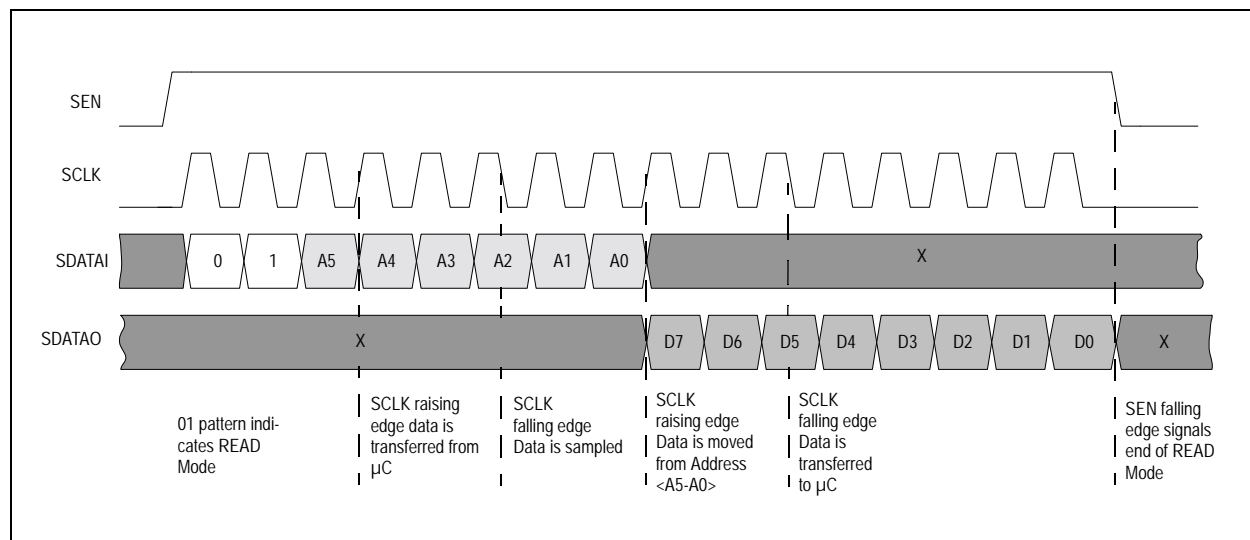 SEN
SCLK
SDATAI
0 1 A5 A4 A3 A2 A1 A0 X
SDATAO
X D7 D6 D5 D4 D3 D2 D1 D0 X
01 pattern indi-
cates READ
Mode
SCLK raising
edge data is
transferred from
µC
SCLK
falling edge
Data is sampled
SCLK
raising edge
Data is moved
from Address
<A5-A0>
SCLK
falling edge
Data is
transferred
to µC
SEN falling
edge signals
end of READ
Mode